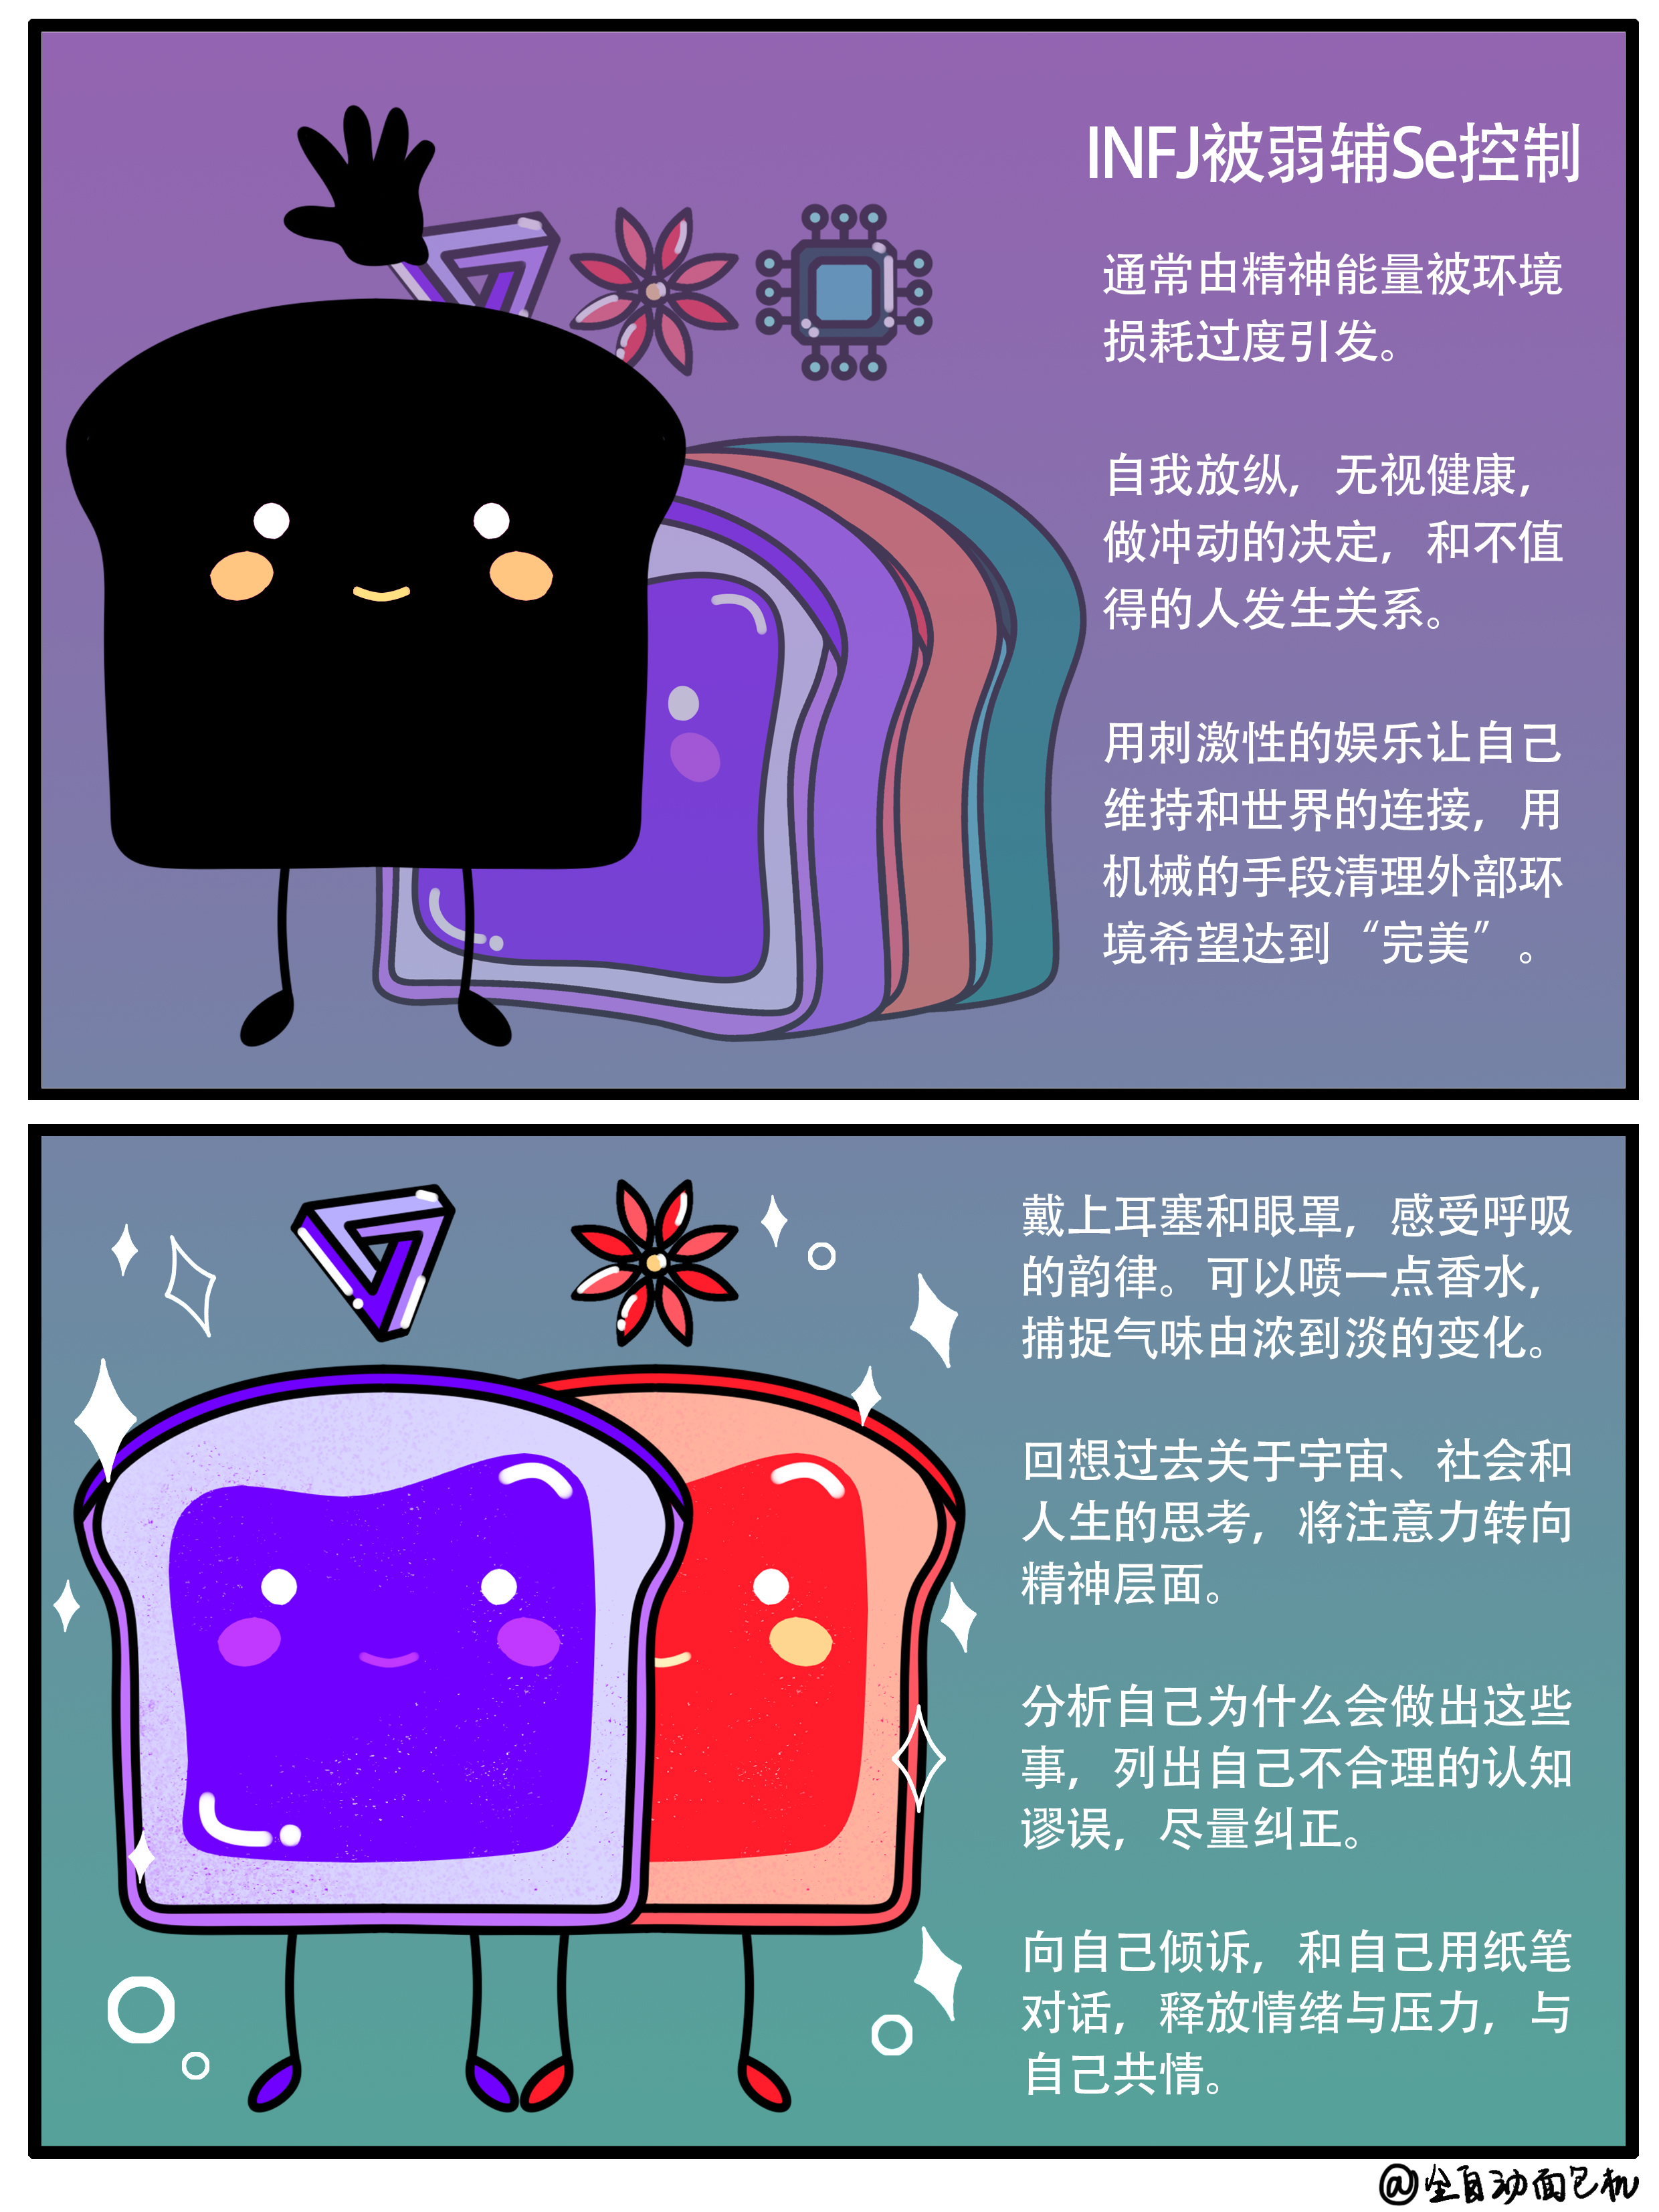 INFJ被弱辅Se控制
通常由精神能量被环境
损耗过度引发。
自我放纵，无视健康，
做冲动的决定，和不值
得的人发生关系。
用刺激性的娱乐让自己
维持和世界的连接，用
机械的手段清理外部环
境希望达到“完美”。
戴上耳塞和眼罩，感受呼吸
的韵律。可以喷一点香水，
捕捉气味由浓到淡的变化。
回想过去关于宇宙、社会和
人生的思考，将注意力转向
精神层面。
分析自己为什么会做出这些
事，列出自己不合理的认知
谬误，尽量纠正。
向自己倾诉，和自己用纸笔
对话，释放情绪与压力，与
自己共情。
@全自动面包机